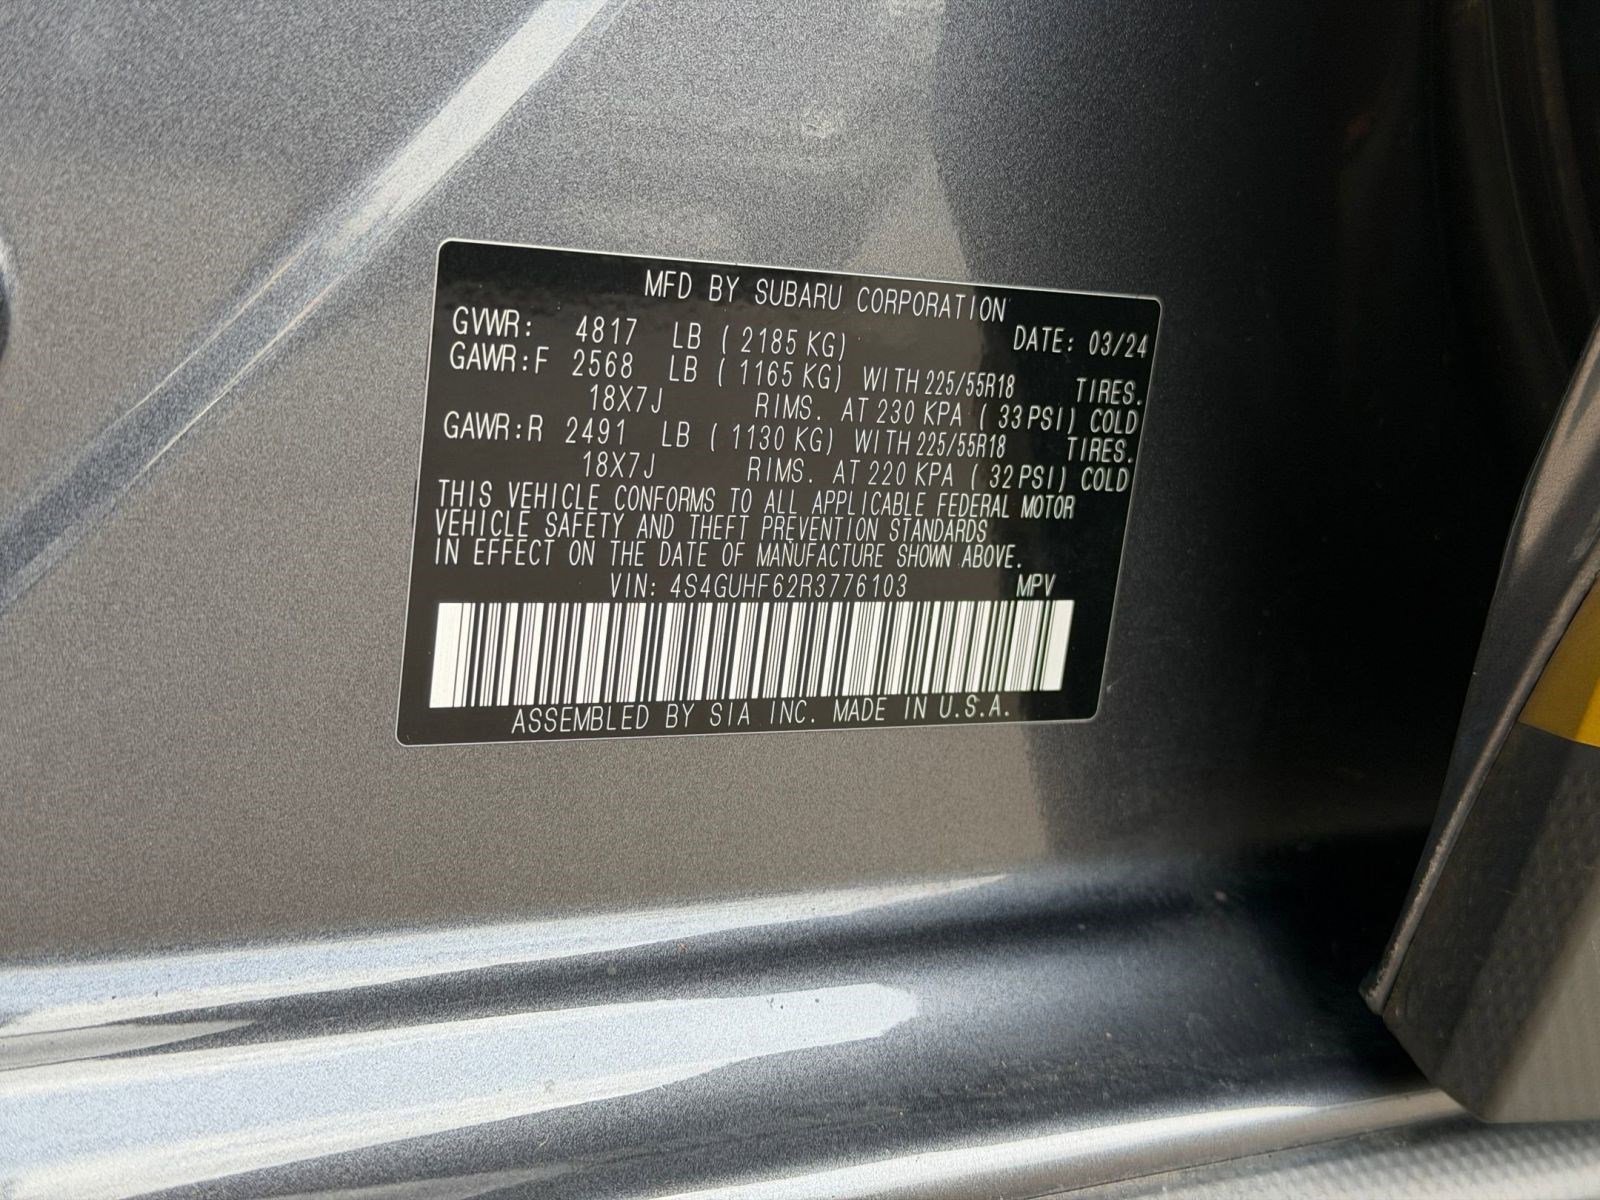 MFD BY SUBARU CORPORATION
GVWR: 4817 LB ( 2185 KG) DATE: 03/24
GAWR:F 2568 LB ( 1165 KG) WITH 225/55R18 TIRES.
18X7J RIMS. AT 230 KPA ( 33 PSI) COLD
GAWR:R 2491 LB ( 1130 KG) WITH 225/55R18 TIRES.
18X7J RIMS. AT 220 KPA ( 32 PSI) COLD
THIS VEHICLE CONFORMS TO ALL APPLICABLE FEDERAL MOTOR
VEHICLE SAFETY AND THEFT PREVENTION STANDARDS
IN EFFECT ON THE DATE OF MANUFACTURE SHOWN ABOVE.
VIN: 4S4GUHF62R3776103 MPV
ASSEMBLED BY SIA INC. MADE IN U.S.A.